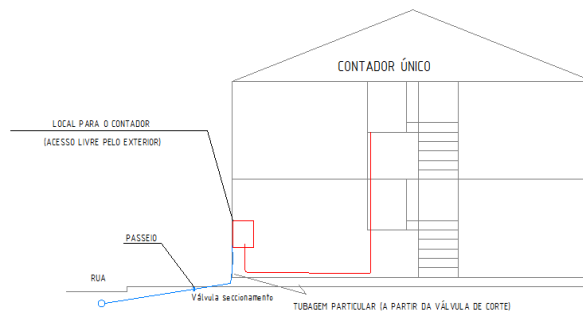 CONTADOR ÚNICO
LOCAL PARA O CONTADOR
(ACESSO LIVRE PELO EXTERIOR)
PASSEIO
RUA
Válvula seccionamento
TUBAGEM PARTICULAR (A PARTIR DA VÁLVULA DE CORTE)